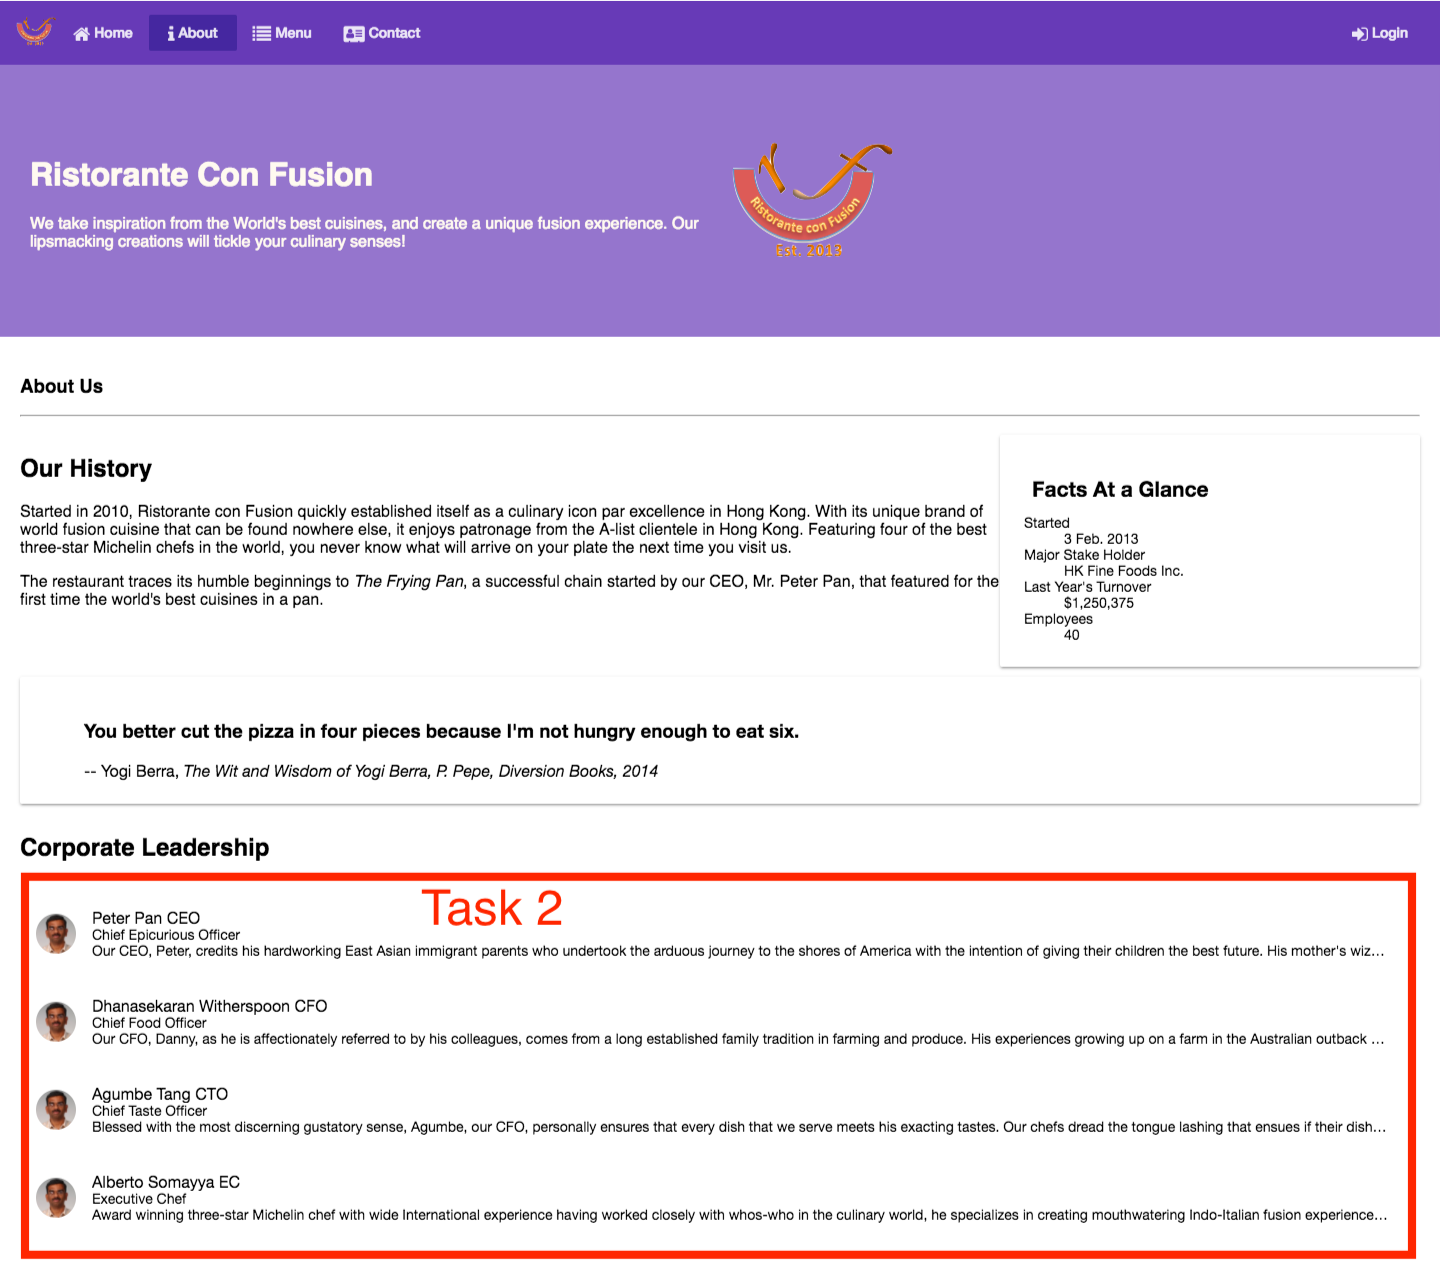 Home About Menu Contact Login
Ristorante Con Fusion
We take inspiration from the World's best cuisines, and create a unique fusion experience. Our
lipsmacking creations will tickle your culinary senses!
Ristorante con Fusion
Est. 2013
About Us
Our History
Started in 2010, Ristorante con Fusion quickly established itself as a culinary icon par excellence in Hong Kong. With its unique brand of
world fusion cuisine that can be found nowhere else, it enjoys patronage from the A-list clientele in Hong Kong. Featuring four of the best
three-star Michelin chefs in the world, you never know what will arrive on your plate the next time you visit us.
The restaurant traces its humble beginnings to The Frying Pan, a successful chain started by our CEO, Mr. Peter Pan, that featured for the
first time the world's best cuisines in a pan.
Facts At a Glance
Started
3 Feb. 2013
Major Stake Holder
HK Fine Foods Inc.
Last Year's Turnover
$1,250,375
Employees
40
You better cut the pizza in four pieces because I'm not hungry enough to eat six.
-- Yogi Berra, The Wit and Wisdom of Yogi Berra, P. Pepe, Diversion Books, 2014
Corporate Leadership
Task 2
Peter Pan CEO
Chief Epicurious Officer
Our CEO, Peter, credits his hardworking East Asian immigrant parents who undertook the arduous journey to the shores of America with the intention of giving their children the best future. His mother's wiz…
Dhanasekaran Witherspoon CFO
Chief Food Officer
Our CFO, Danny, as he is affectionately referred to by his colleagues, comes from a long established family tradition in farming and produce. His experiences growing up on a farm in the Australian outback …
Agumbe Tang CTO
Chief Taste Officer
Blessed with the most discerning gustatory sense, Agumbe, our CFO, personally ensures that every dish that we serve meets his exacting tastes. Our chefs dread the tongue lashing that ensues if their dish…
Alberto Somayya EC
Executive Chef
Award winning three-star Michelin chef with wide International experience having worked closely with whos-who in the culinary world, he specializes in creating mouthwatering Indo-Italian fusion experience…